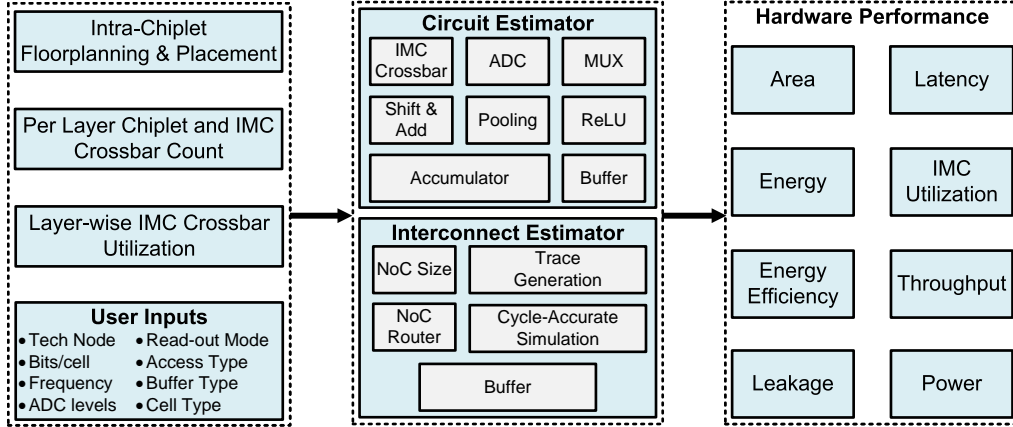 Intra-Chiplet
Floorplanning & Placement
Per Layer Chiplet and IMC
Crossbar Count
Layer-wise IMC Crossbar
Utilization
User Inputs
• Tech Node • Read-out Mode
• Bits/cell • Access Type
• Frequency • Buffer Type
• ADC levels • Cell Type
Circuit Estimator
IMC
Crossbar
ADC
MUX
Shift &
Add
Pooling
ReLU
Accumulator
Buffer
Interconnect Estimator
NoC Size
Trace
Generation
NoC
Router
Cycle-Accurate
Simulation
Buffer
Hardware Performance
Area
Latency
Energy
IMC
Utilization
Energy
Efficiency
Throughput
Leakage
Power